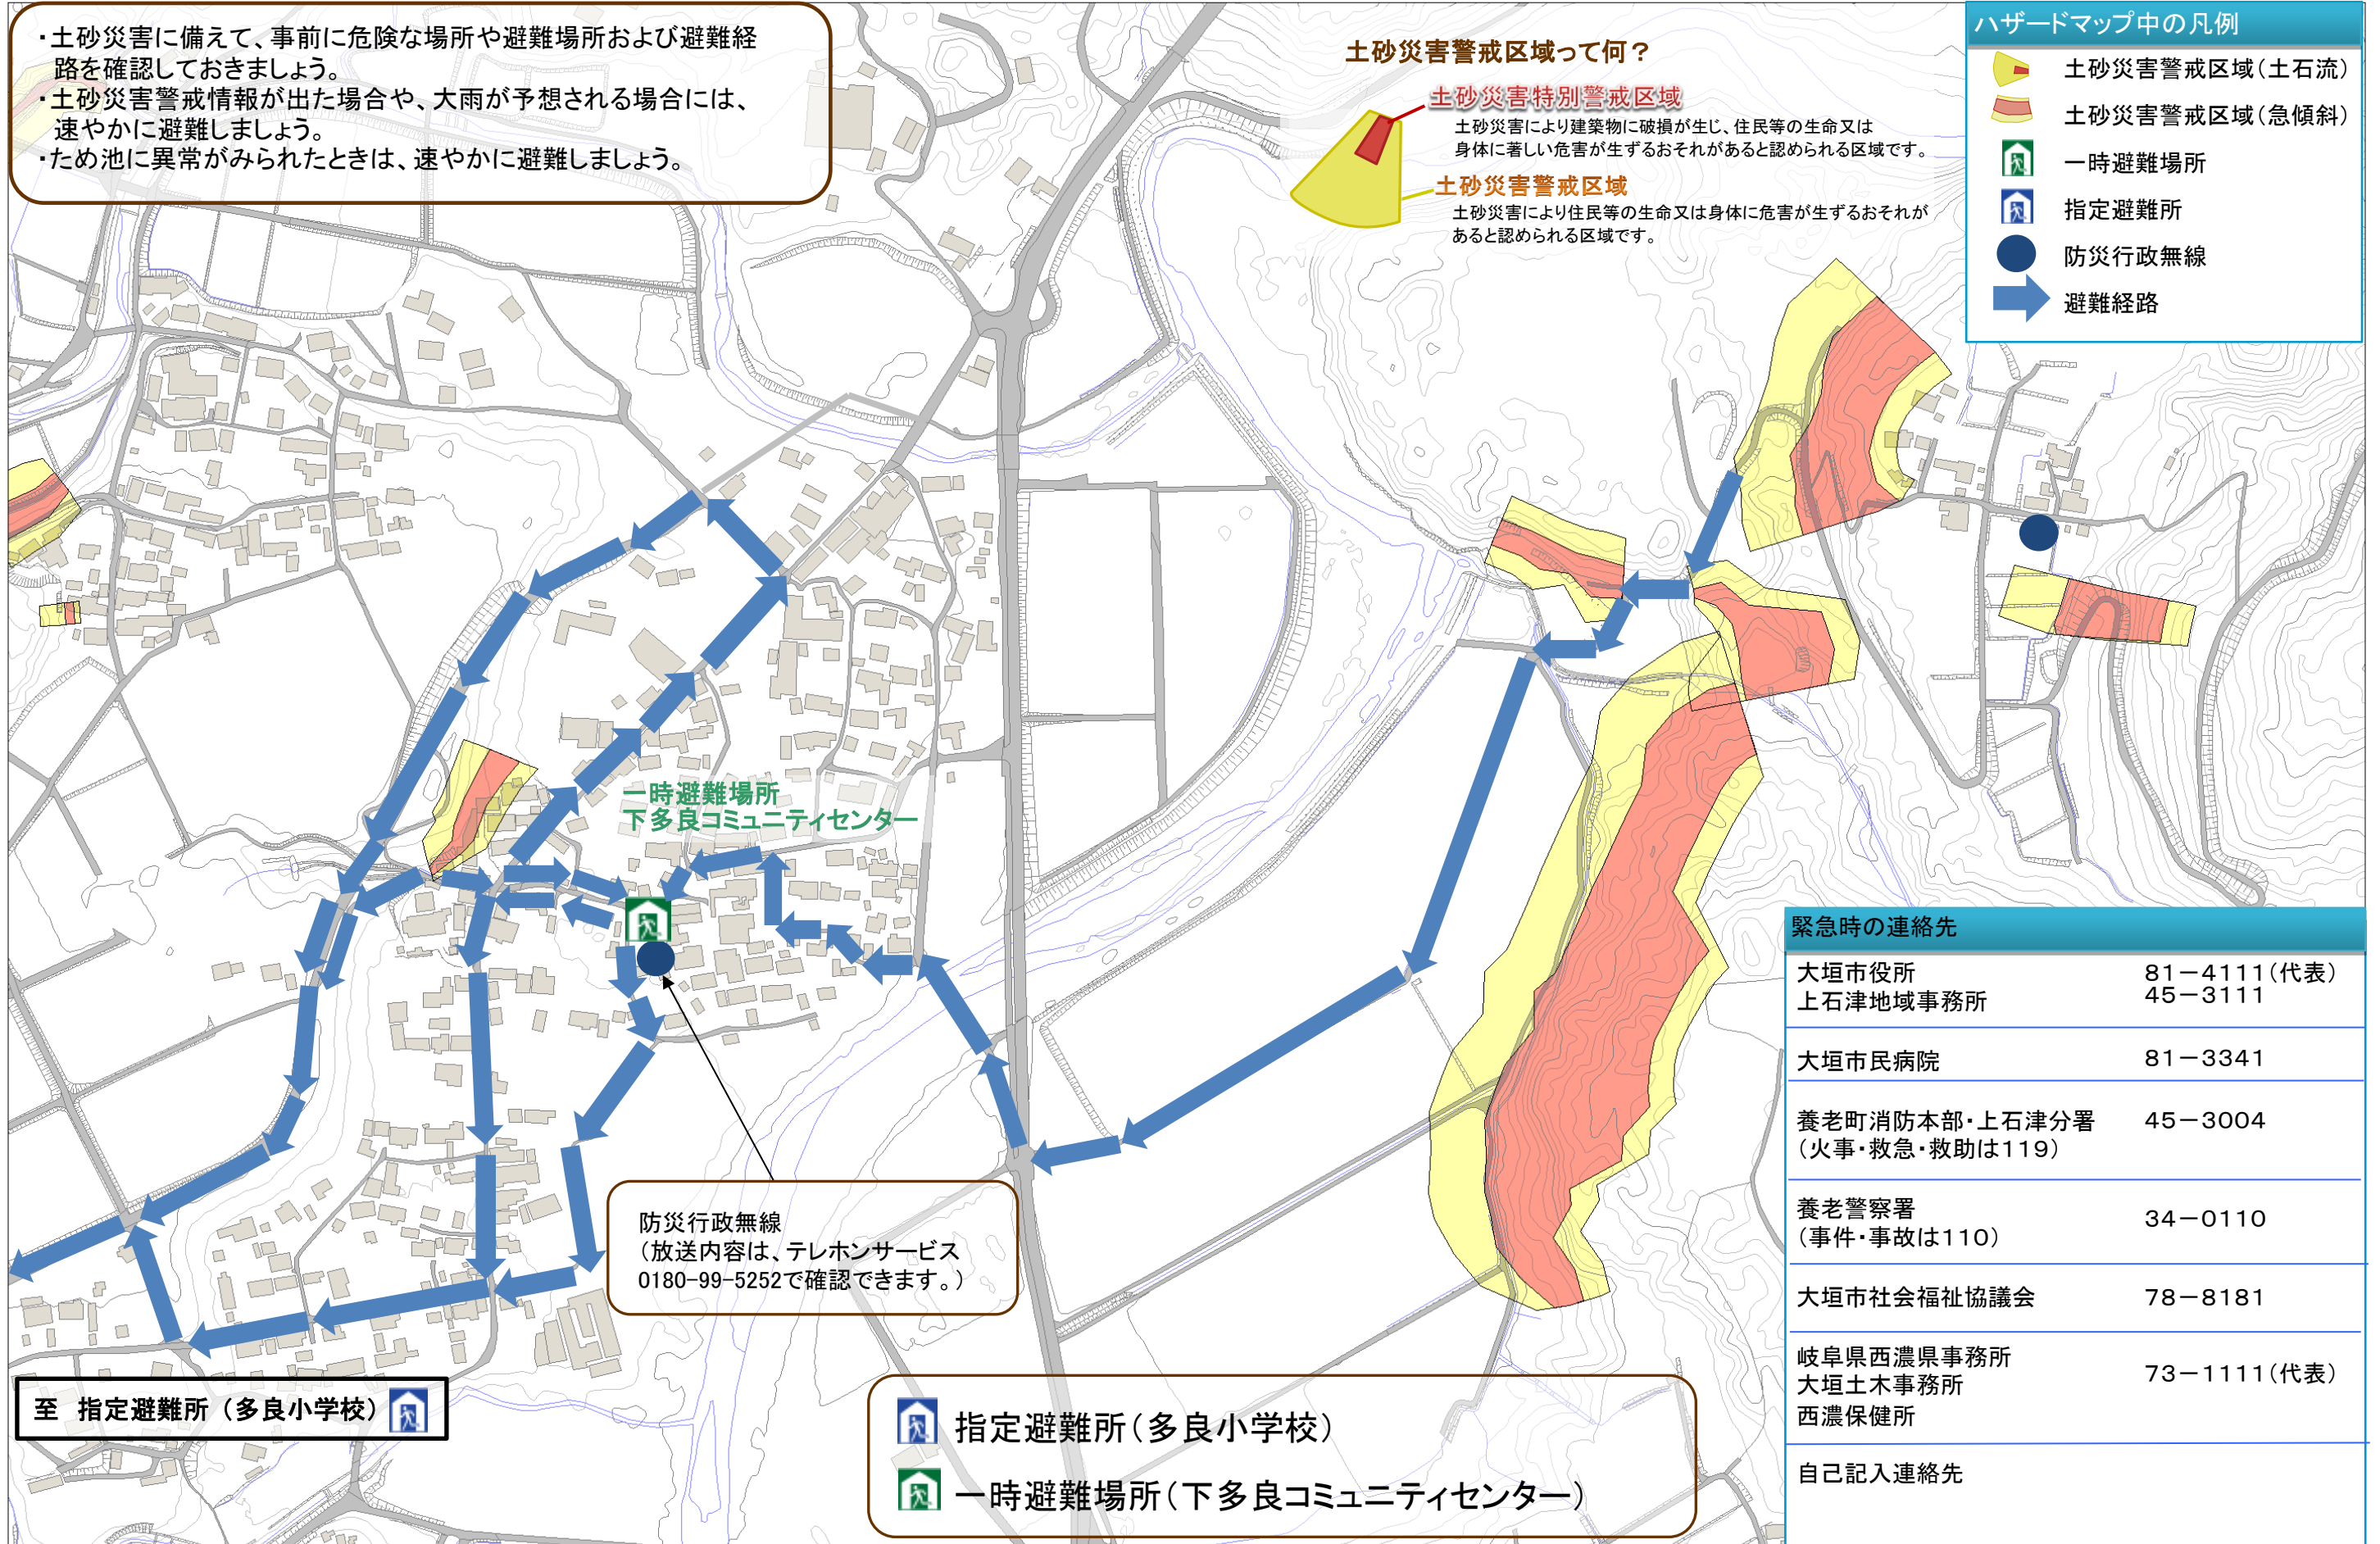 ・土砂災害に備えて、事前に危険な場所や避難場所および避難経
路を確認しておきましょう。
・土砂災害警戒情報が出た場合や、大雨が予想される場合には、
速やかに避難しましょう。
・ため池に異常がみられたときは、速やかに避難しましょう。
土砂災害警戒区域って何？
土砂災害特別警戒区域
土砂災害により建築物に破損が生じ、住民等の生命又は
身体に著しい危害が生ずるおそれがあると認められる区域です。
土砂災害警戒区域
土砂災害により住民等の生命又は身体に危害が生ずるおそれが
あると認められる区域です。
ハザードマップ中の凡例
土砂災害警戒区域（土石流）
土砂災害警戒区域（急傾斜）
一時避難場所
指定避難所
防災行政無線
避難経路
一時避難場所
下多良コミュニティセンター
防災行政無線
（放送内容は、テレホンサービス
0180-99-5252で確認できます。）
至 指定避難所（多良小学校）
指定避難所（多良小学校）
一時避難場所（下多良コミュニティセンター）
緊急時の連絡先
大垣市役所 ８１－４１１１（代表）
上石津地域事務所 ４５－３１１１
大垣市民病院 ８１－３３４１
養老町消防本部・上石津分署 ４５－３００４
（火事・救急・救助は１１９）
養老警察署 ３４－０１１０
（事件・事故は１１０）
大垣市社会福祉協議会 ７８－８１８１
岐阜県西濃県事務所
大垣土木事務所 ７３－１１１１（代表）
西濃保健所
自己記入連絡先